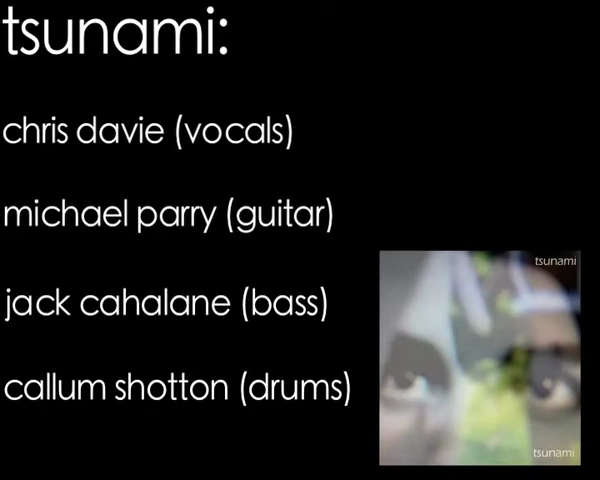 tsunami:
chris davie (vocals)
michael parry (guitar)
jack cahalane (bass)
callum shotton (drums)
tsunami
tsunami